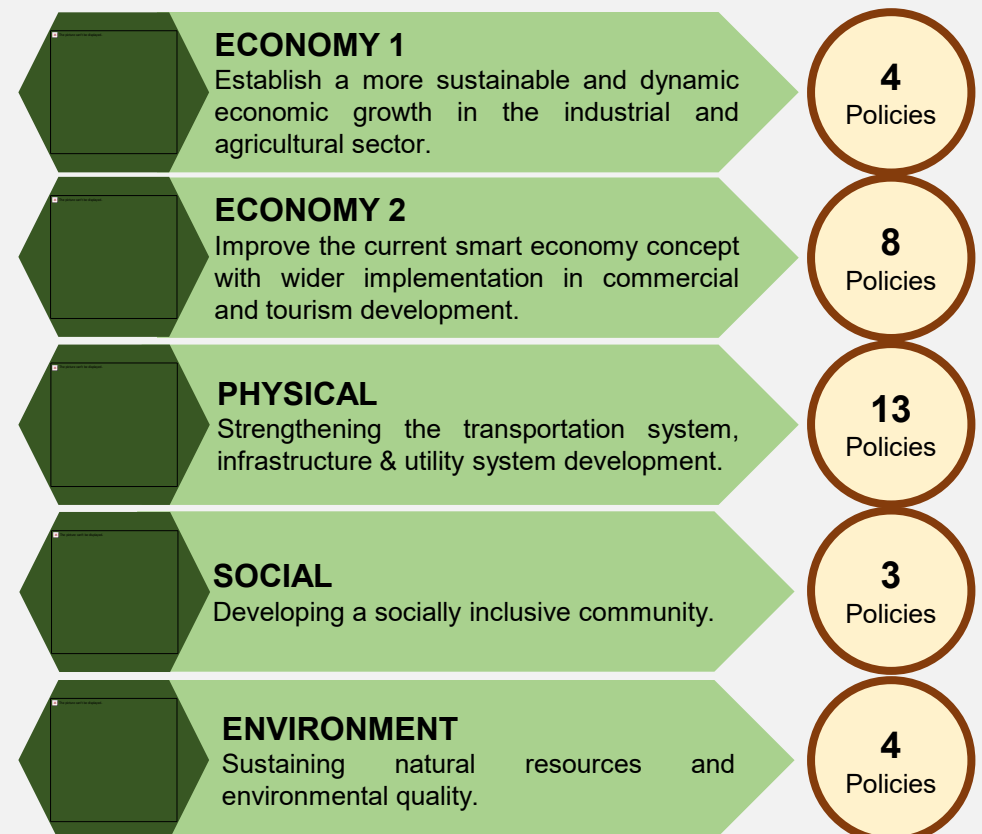 ECONOMY 1
Establish a more sustainable and dynamic
economic growth in the industrial and
agricultural sector.
4
Policies
ECONOMY 2
Improve the current smart economy concept
with wider implementation in commercial
and tourism development.
8
Policies
PHYSICAL
Strengthening the transportation system,
infrastructure & utility system development.
13
Policies
SOCIAL
Developing a socially inclusive community.
3
Policies
ENVIRONMENT
Sustaining natural resources and
environmental quality.
4
Policies